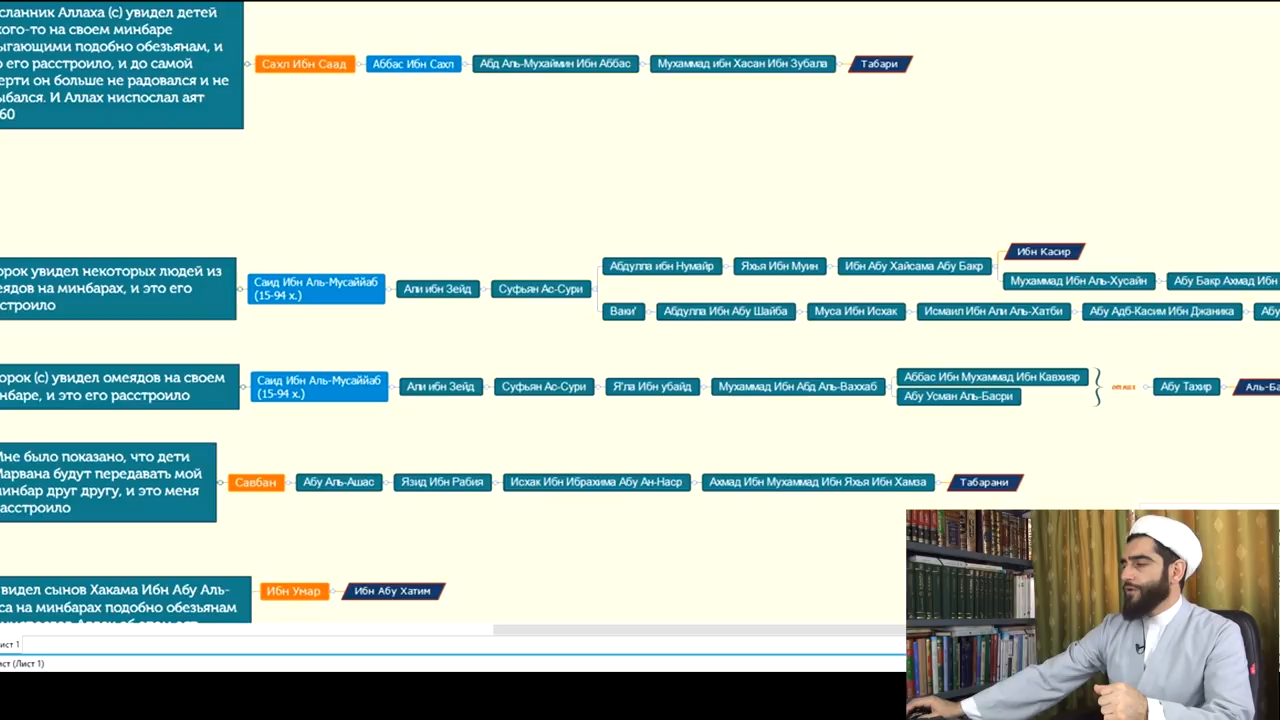 сланник Аллаха (с) увидел детей
кого-то на своем минбаре
ыгающими подобно обезьянам, и
о его расстроило, и до самой
ерти он больше не радовался и не
ыбался. И Аллах ниспослал аят
60
Сахл Ибн Саад
Аббас Ибн Сахл
Абд Аль-Мухаймин Ибн Аббас
Мухаммад ибн Хасан Ибн Зубала
Табари
орок увидел некоторых людей из
еядов на минбарах, и это его
строило
Саид Ибн Аль-Мусаййаб
(15-94 х.)
Али ибн Зейд
Суфьян Ас-Сури
Абдулла ибн Нумайр
Яхья Ибн Муин
Ибн Абу Хайсама Абу Бакр
Ибн Касир
Мухаммад Ибн Аль-Хусайн
Абу Бакр Ахмад Ибн
Ваки'
Абдулла Ибн Абу Шайба
Муса Ибн Исхак
Исмаил Ибн Али Аль-Хатби
Абу Адб-Касим Ибн Джаника
Абу
орок (с) увидел омеядов на своем
нбаре, и это его расстроило
Саид Ибн Аль-Мусаййаб
(15-94 х.)
Али ибн Зейд
Суфьян Ас-Сури
Я'ла Ибн убайд
Мухаммад Ибн Абд Аль-Ваххаб
Аббас Ибн Мухаммад Ибн Кавхияр
Абу Усман Аль-Басри
от них
Абу Тахир
Аль-Ба
Мне было показано, что дети
Марвана будут передавать мой
минбар друг другу, и это меня
расстроило
Савбан
Абу Аль-Ашас
Язид Ибн Рабия
Исхак Ибн Ибрахима Абу Ан-Наср
Ахмад Ибн Мухаммад Ибн Яхья Ибн Хамза
Табарани
видел сынов Хакама Ибн Абу Аль-
са на минбарах подобно обезьянам
Ибн Умар
Ибн Абу Хатим
ист 1
ст (Лист 1)